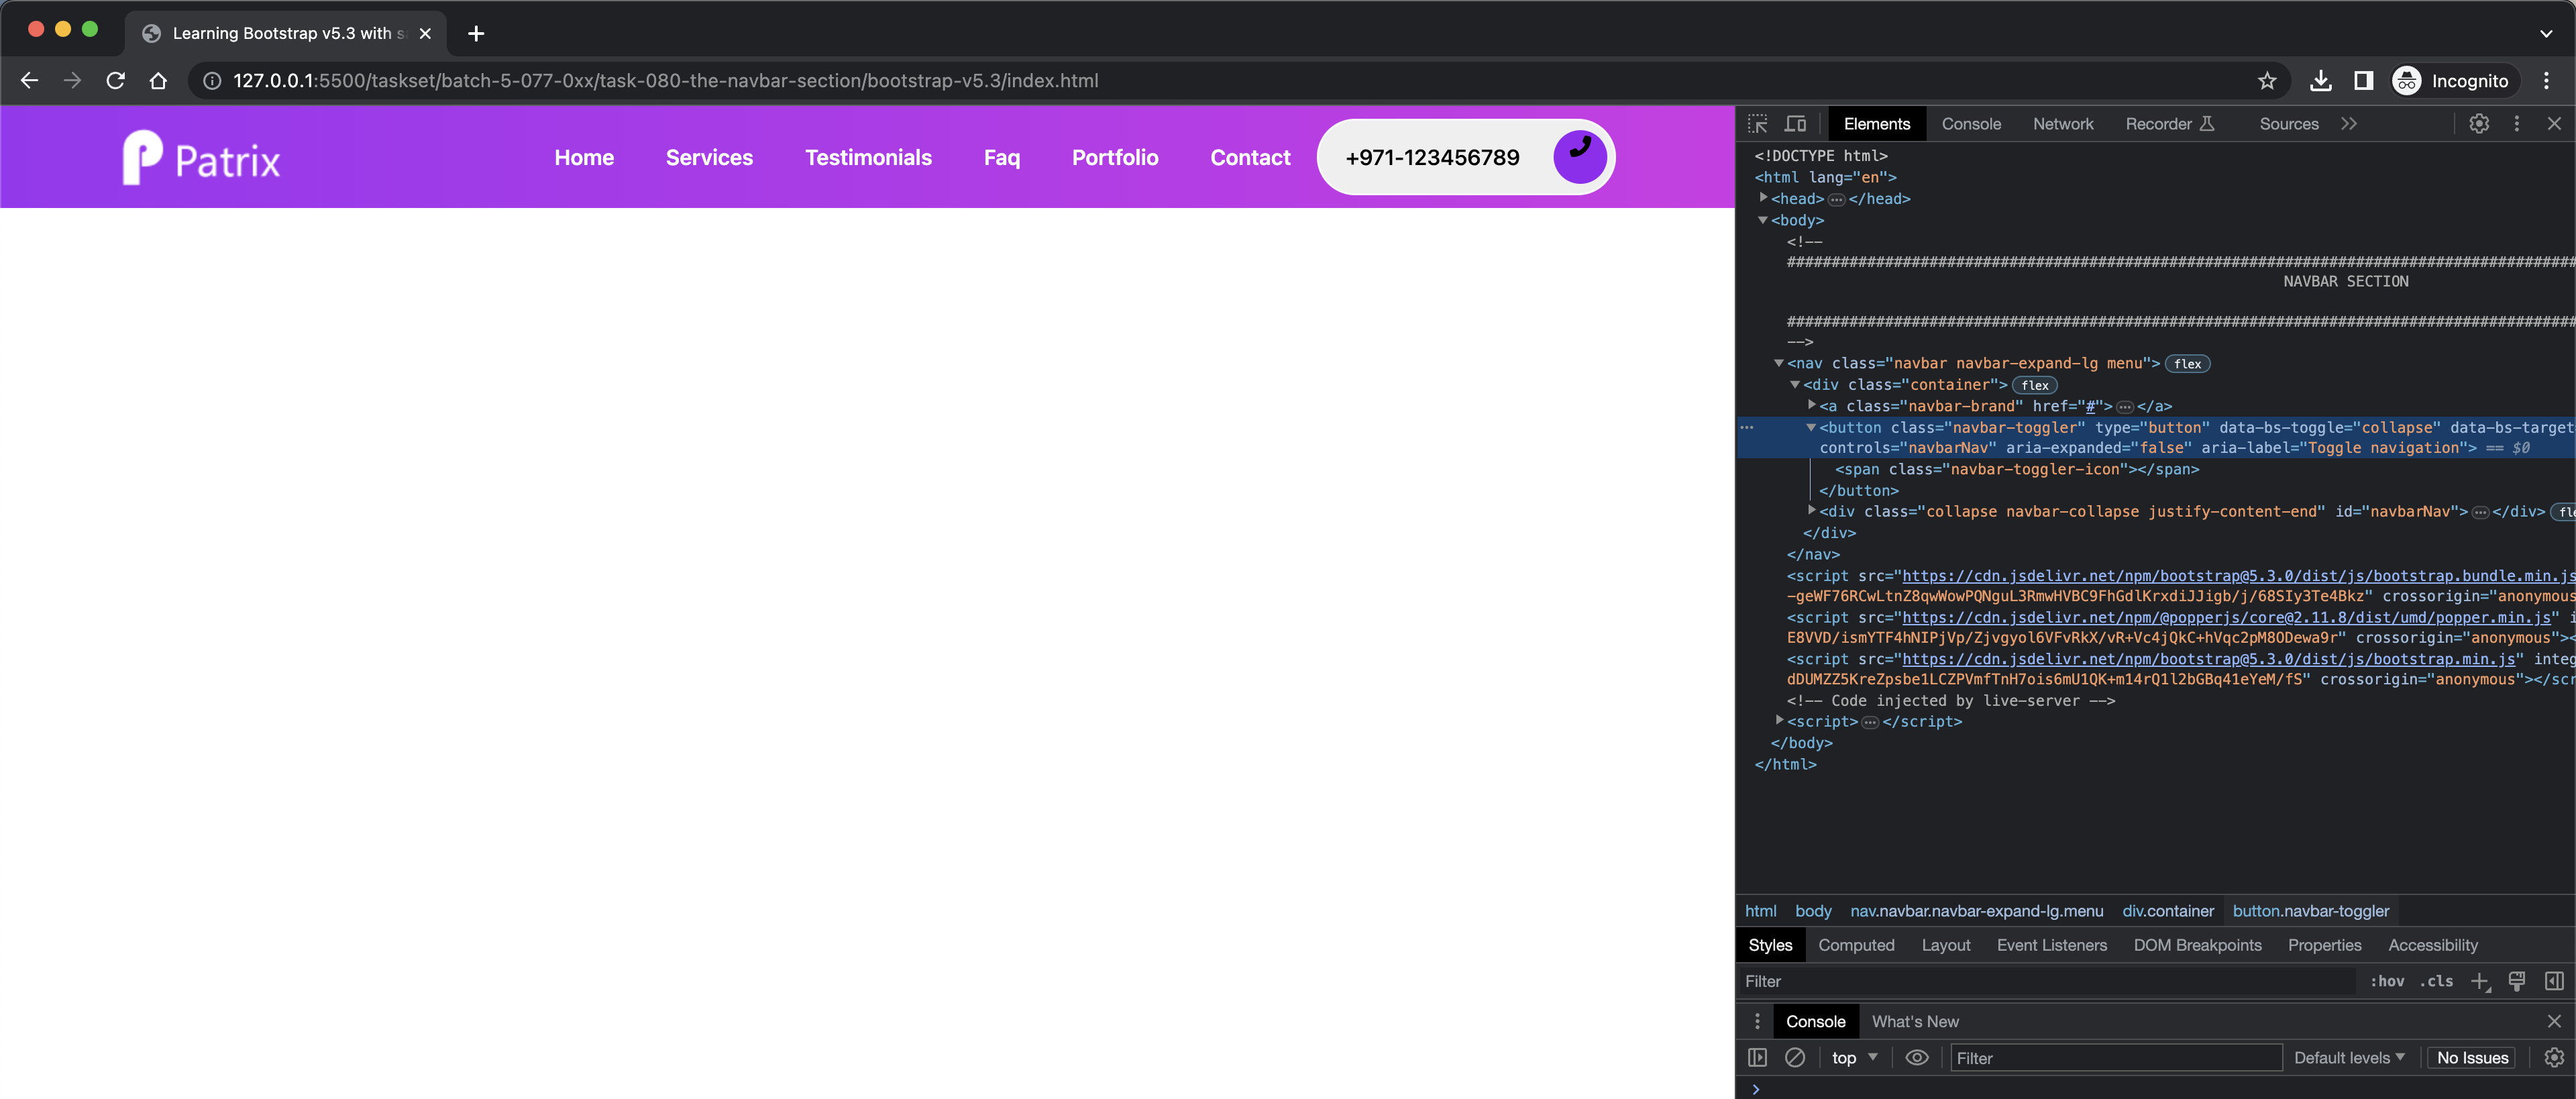 Learning Bootstrap v5.3 with s
127.0.0.1:5500/taskset/batch-5-077-0xx/task-080-the-navbar-section/bootstrap-v5.3/index.html
Incognito
Patrix
Home Services Testimonials Faq Portfolio Contact +971-123456789
Elements Console Network Recorder Sources
<!DOCTYPE html>
<html lang="en">
<head> ••• </head>
<body>
<!--
NAVBAR SECTION
-->
<nav class="navbar navbar-expand-lg menu"> flex
<div class="container"> flex
<a class="navbar-brand" href="#"> ••• </a>
<button class="navbar-toggler" type="button" data-bs-toggle="collapse" data-bs-target
controls="navbarNav" aria-expanded="false" aria-label="Toggle navigation"> == $0
<span class="navbar-toggler-icon"></span>
</button>
<div class="collapse navbar-collapse justify-content-end" id="navbarNav"> ••• </div> fle
</div>
</nav>
<script src="https://cdn.jsdelivr.net/npm/bootstrap@5.3.0/dist/js/bootstrap.bundle.min.js
-geWF76RCwLtnZ8qwWowPQNguL3RmwHVBC9FhGdlKrxdiJJigb/j/68SIy3Te4Bkz" crossorigin="anonymous
<script src="https://cdn.jsdelivr.net/npm/@popperjs/core@2.11.8/dist/umd/popper.min.js" i
E8VVD/ismYTF4hNIPjVp/Zjvgyol6VFvRkX/vR+Vc4jQkC+hVqc2pM8ODewa9r" crossorigin="anonymous"><
<script src="https://cdn.jsdelivr.net/npm/bootstrap@5.3.0/dist/js/bootstrap.min.js" integ
dDUMZZ5KreZpsbe1LCZPVmfTnH7ois6mU1QK+m14rQ1l2bGBq41eYeM/fS" crossorigin="anonymous"></scr
<!-- Code injected by live-server -->
<script> ••• </script>
</body>
</html>
html body nav.navbar.navbar-expand-lg.menu div.container button.navbar-toggler
Styles Computed Layout Event Listeners DOM Breakpoints Properties Accessibility
Filter :hov .cls
Console What's New
top Filter Default levels No Issues